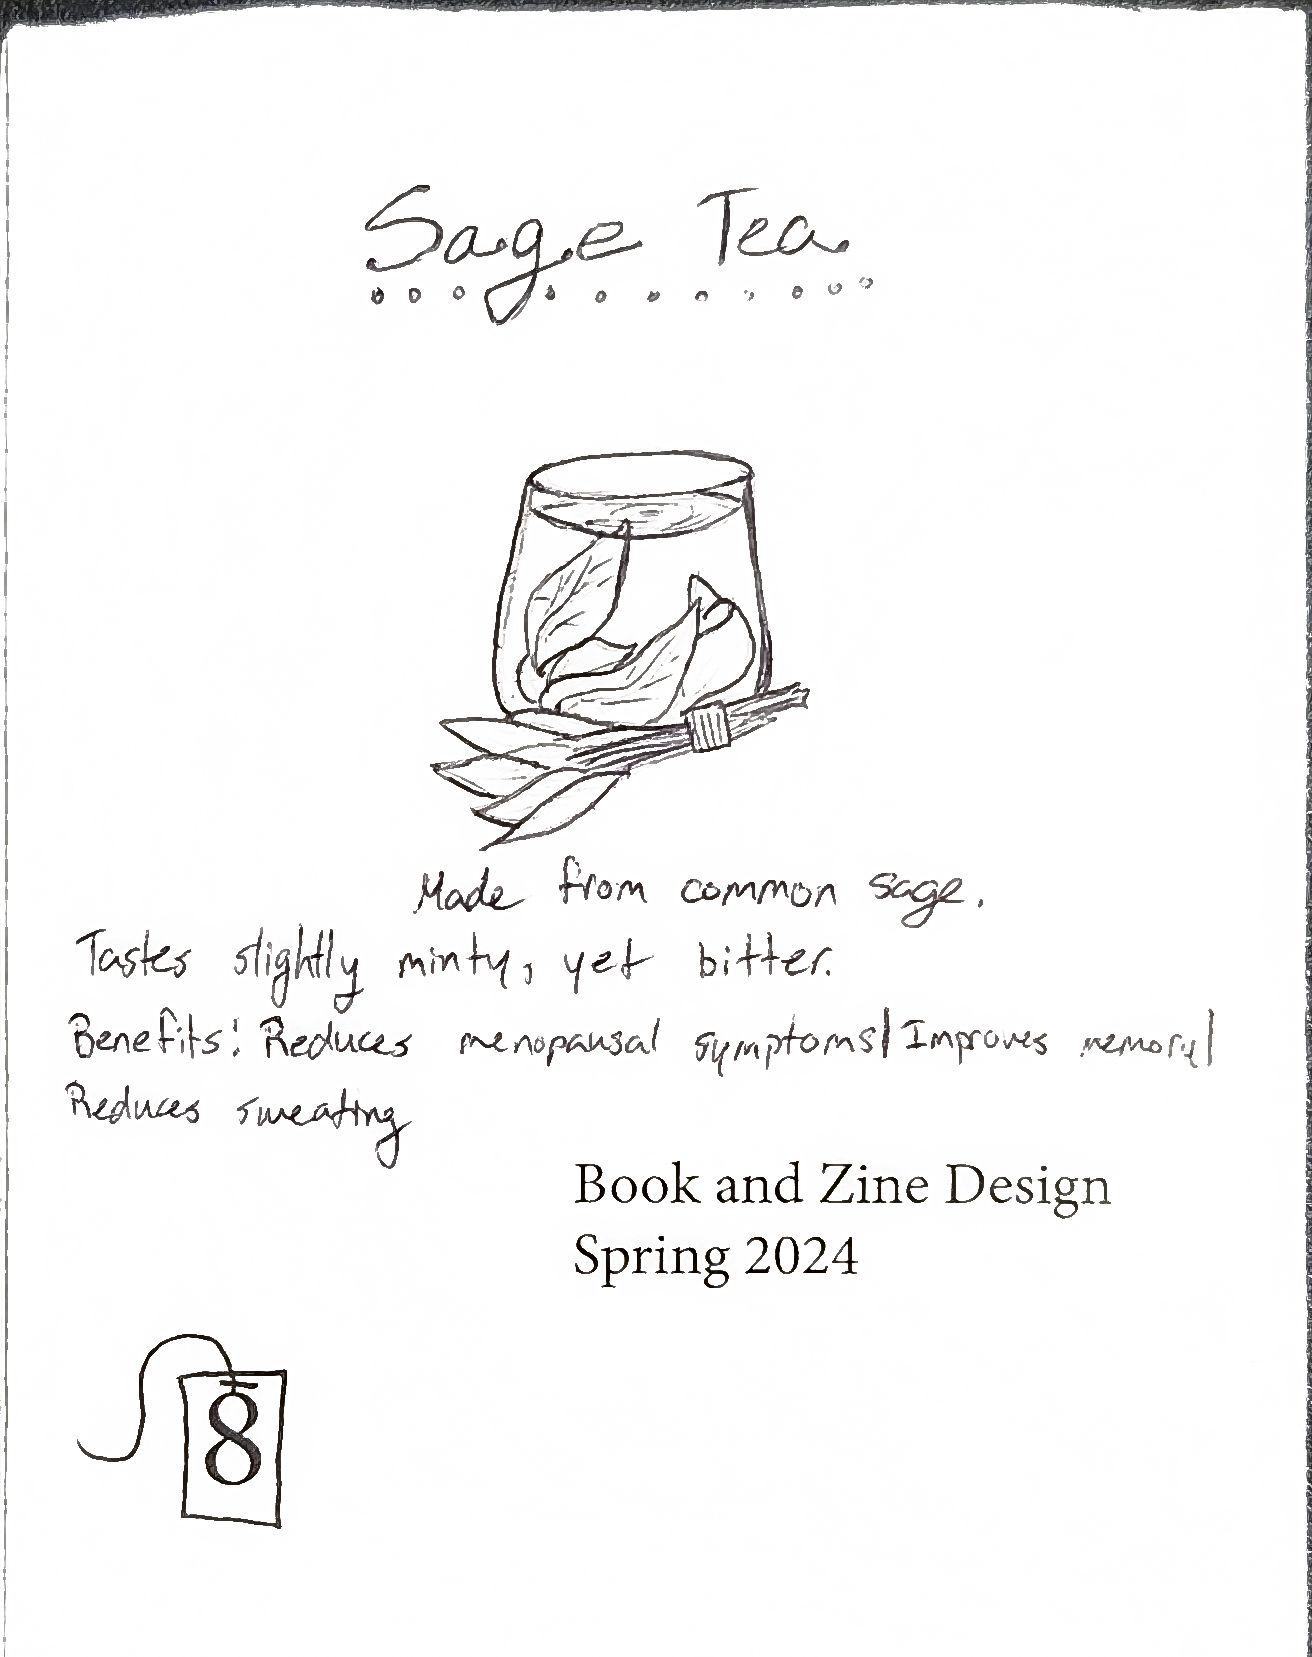 Sage Tea
Made from common sage.
Tastes slightly minty, yet bitter.
Benefits: Reduces menopausal symptoms| Improves memory|
Reduces sweating
Book and Zine Design
Spring 2024
8